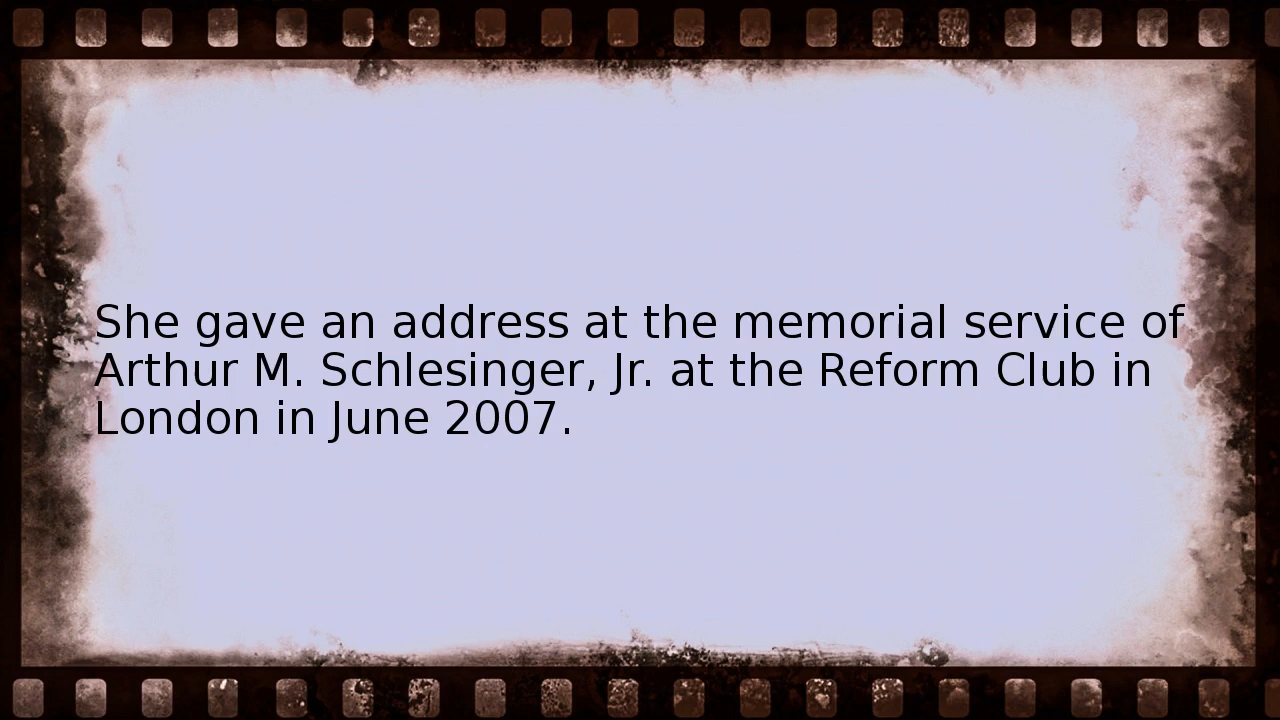 She gave an address at the memorial service of
Arthur M. Schlesinger, Jr. at the Reform Club in
London in June 2007.